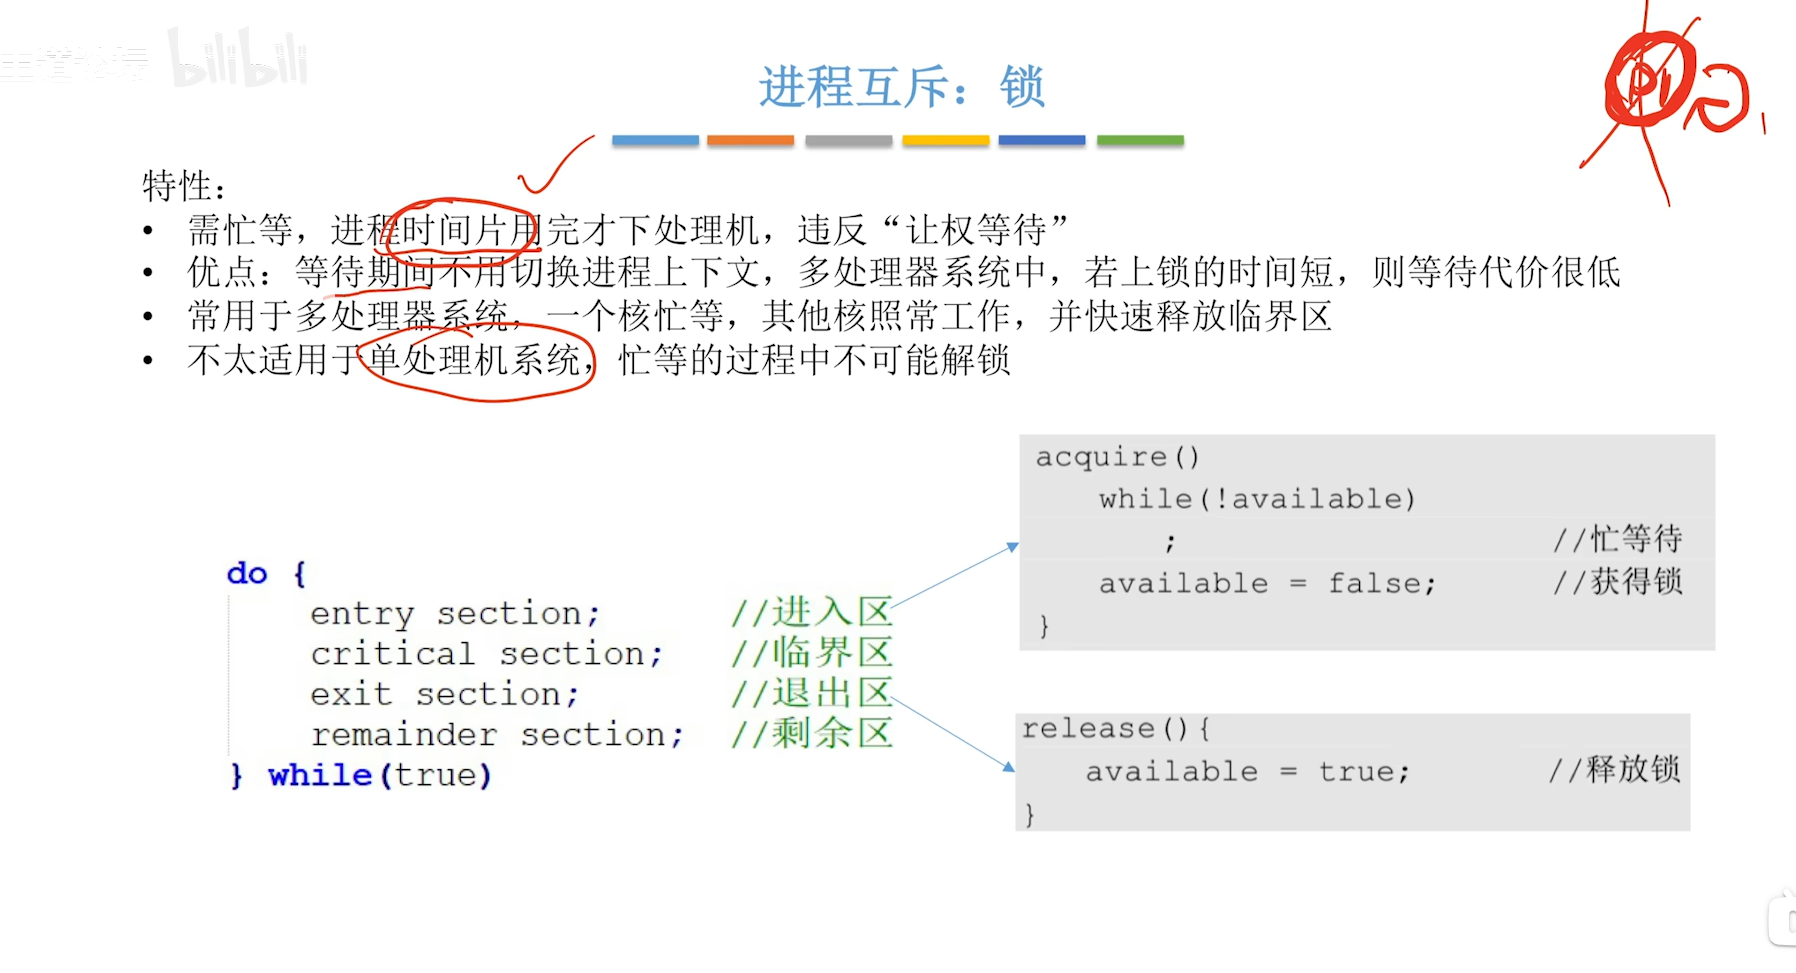 bilibili
进程互斥：锁
特性：
• 需忙等，进程时间片用完才下处理机，违反“让权等待”
• 优点：等待期间不用切换进程上下文，多处理器系统中，若上锁的时间短，则等待代价很低
• 常用于多处理器系统，一个核忙等，其他核照常工作，并快速释放临界区
• 不太适用于单处理机系统，忙等的过程中不可能解锁
do {
entry section; //进入区
critical section; //临界区
exit section; //退出区
remainder section; //剩余区
} while(true)
acquire()
while(!available)
; //忙等待
available = false; //获得锁
}
release(){
available = true; //释放锁
}
P1